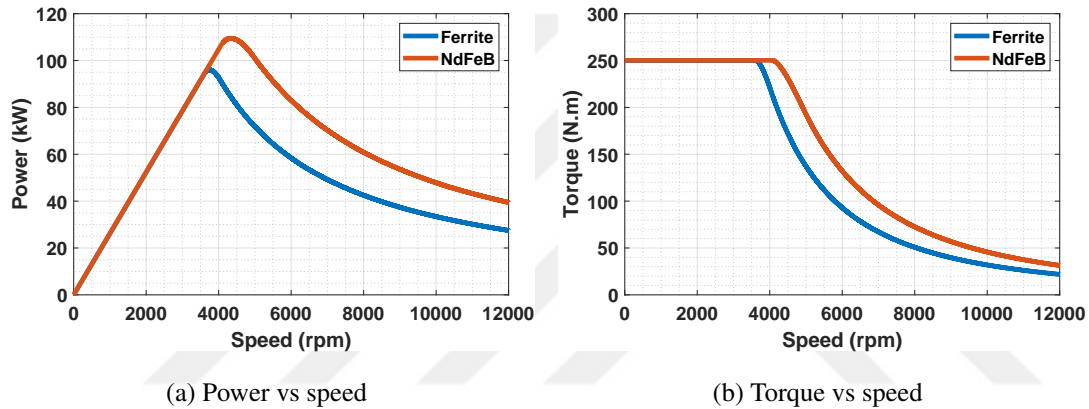 120
100
80
60
40
20
0
Power (kW)
0 2000 4000 6000 8000 10000 12000
Speed (rpm)
Ferrite
NdFeB
(a) Power vs speed
300
250
200
150
100
50
0
Torque (N.m)
0 2000 4000 6000 8000 10000 12000
Speed (rpm)
Ferrite
NdFeB
(b) Torque vs speed